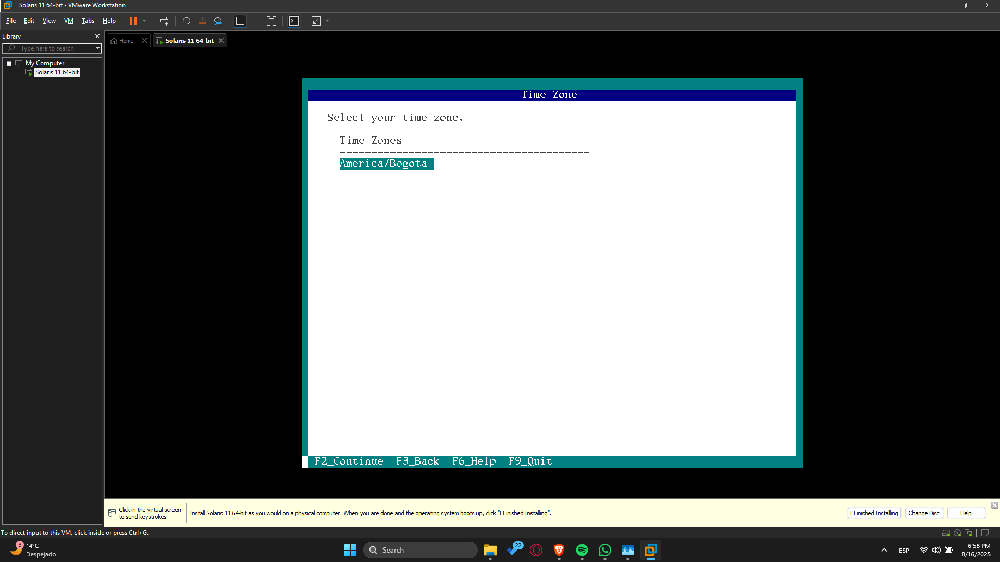 Solaris 11 64-bit - VMware Workstation
File Edit View VM Tabs Help
Library
Type here to search
My Computer
Solaris 11 64-bit
Home
Solaris 11 64-bit
Time Zone
Select your time zone.
Time Zones
----------------------------------------
America/Bogota
F2_Continue F3_Back F6_Help F9_Quit
Click in the virtual screen
to send keystrokes
Install Solaris 11 64-bit as you would on a physical computer. When you are done and the operating system boots up, click "I Finished Installing".
I Finished Installing
Change Disc
Help
To direct input to this VM, click inside or press Ctrl+G.
3
14°C
Despejado
Search
22
ESP
6:58 PM
8/16/2025